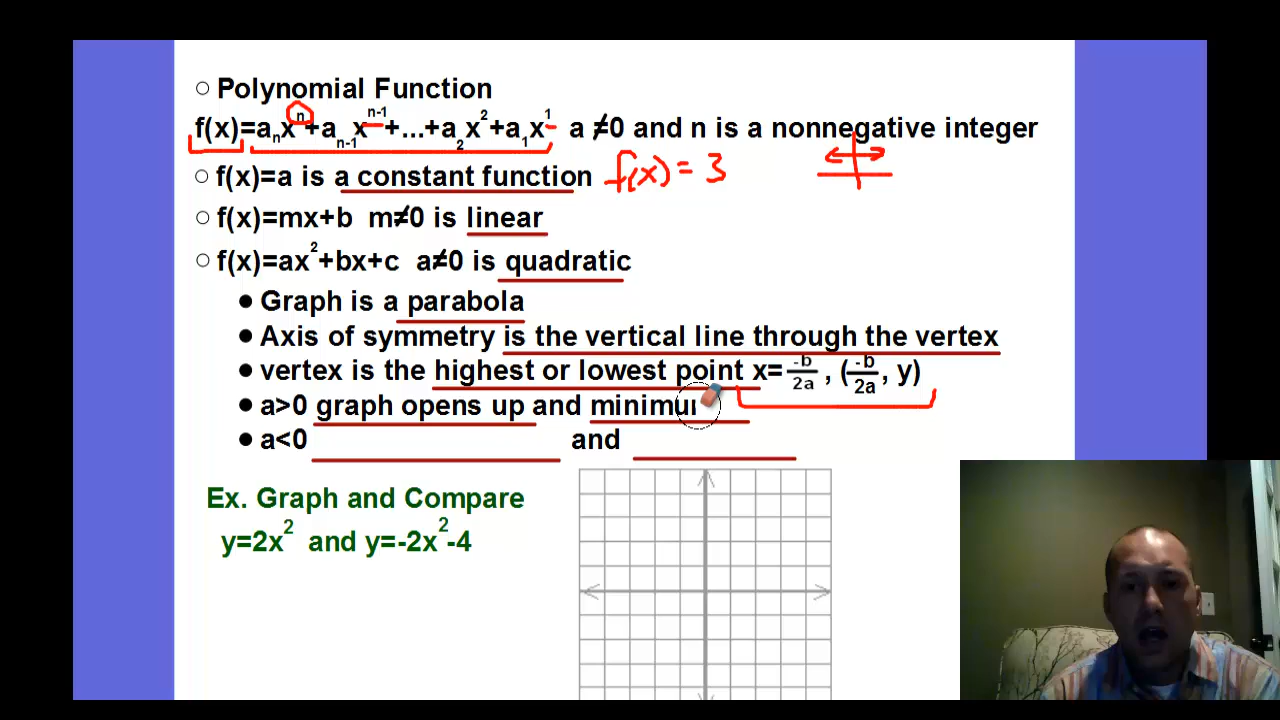 ○ Polynomial Function
f(x)=aₙxⁿ+aₙ₋₁xⁿ⁻¹+...+a₂x²+a₁x¹ a ≠0 and n is a nonnegative integer
○ f(x)=a is a constant function f(x) = 3
○ f(x)=mx+b m≠0 is linear
○ f(x)=ax²+bx+c a≠0 is quadratic
● Graph is a parabola
● Axis of symmetry is the vertical line through the vertex
● vertex is the highest or lowest point x=-b/2a , (-b/2a , y)
● a>0 graph opens up and minimu
● a<0 and
Ex. Graph and Compare
y=2x² and y=-2x²-4